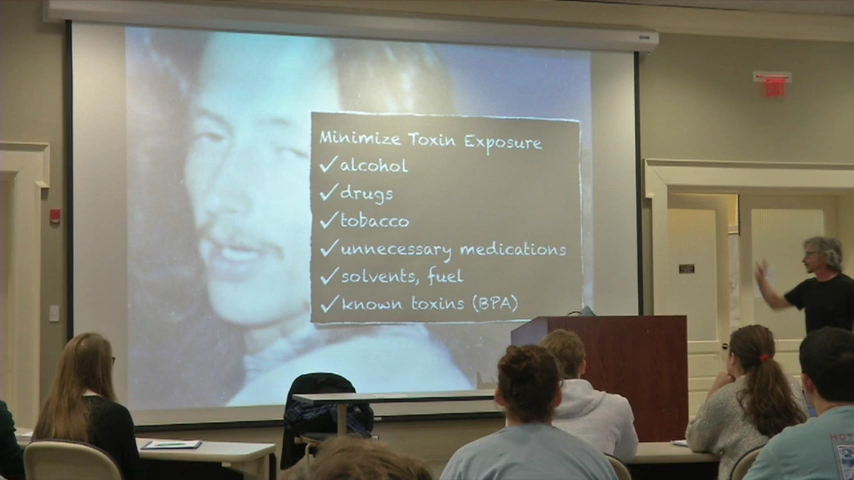 Minimize Toxin Exposure
✓alcohol
✓drugs
✓tobacco
✓unnecessary medications
✓solvents, fuel
✓known toxins (BPA)